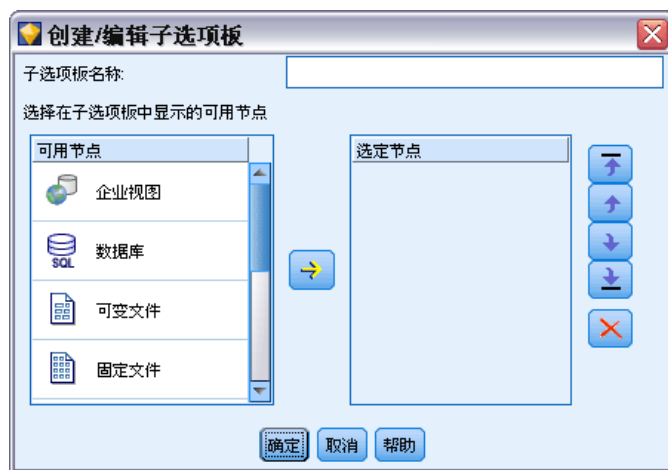 创建/编辑子选项板
子选项板名称:
选择在子选项板中显示的可用节点
可用节点
选定节点
企业视图
SQL
数据库
可变文件
固定文件
确定
取消
帮助